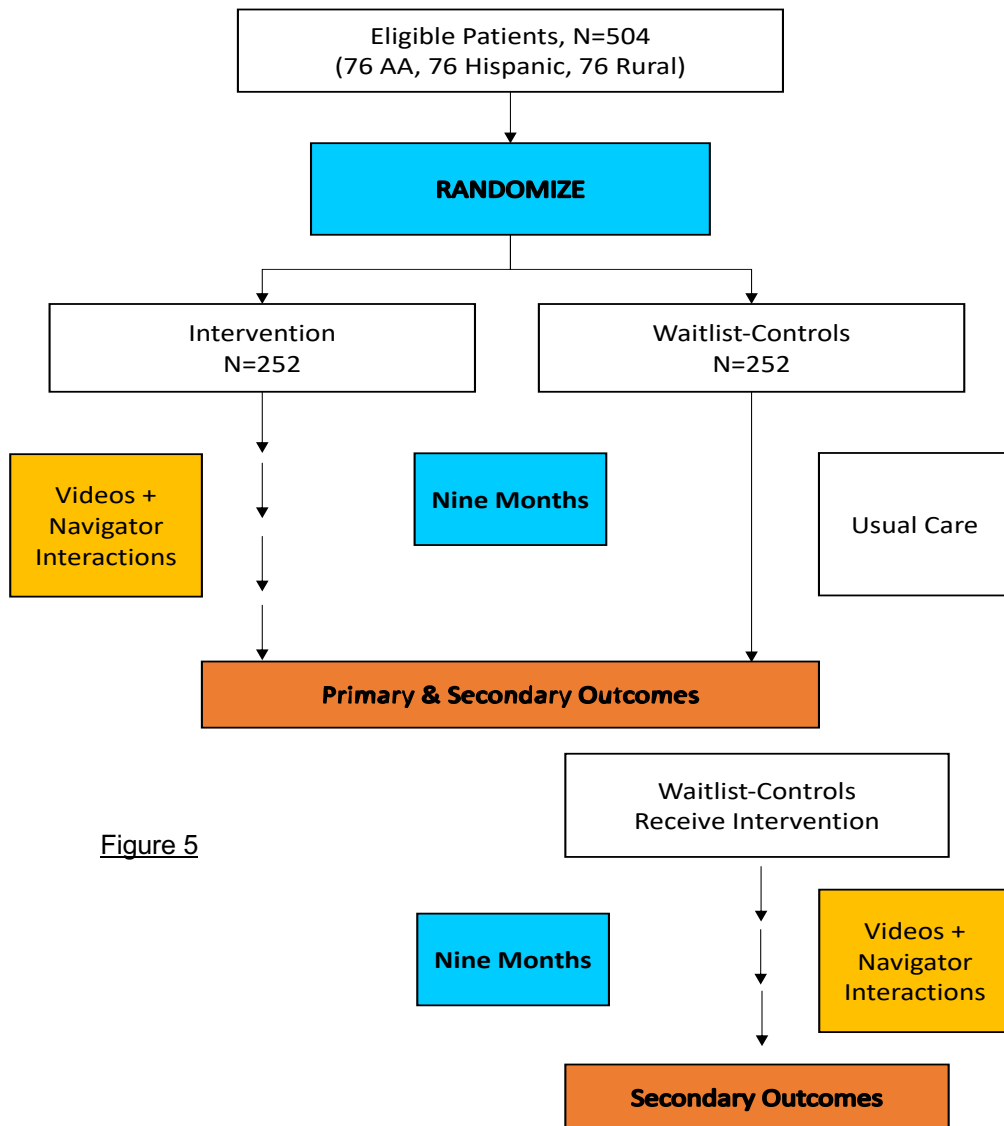 Eligible Patients, N=504
(76 AA, 76 Hispanic, 76 Rural)
RANDOMIZE
Intervention
N=252
Waitlist-Controls
N=252
Videos +
Navigator
Interactions
Nine Months
Usual Care
Primary & Secondary Outcomes
Waitlist-Controls
Receive Intervention
Figure 5
Nine Months
Videos +
Navigator
Interactions
Secondary Outcomes